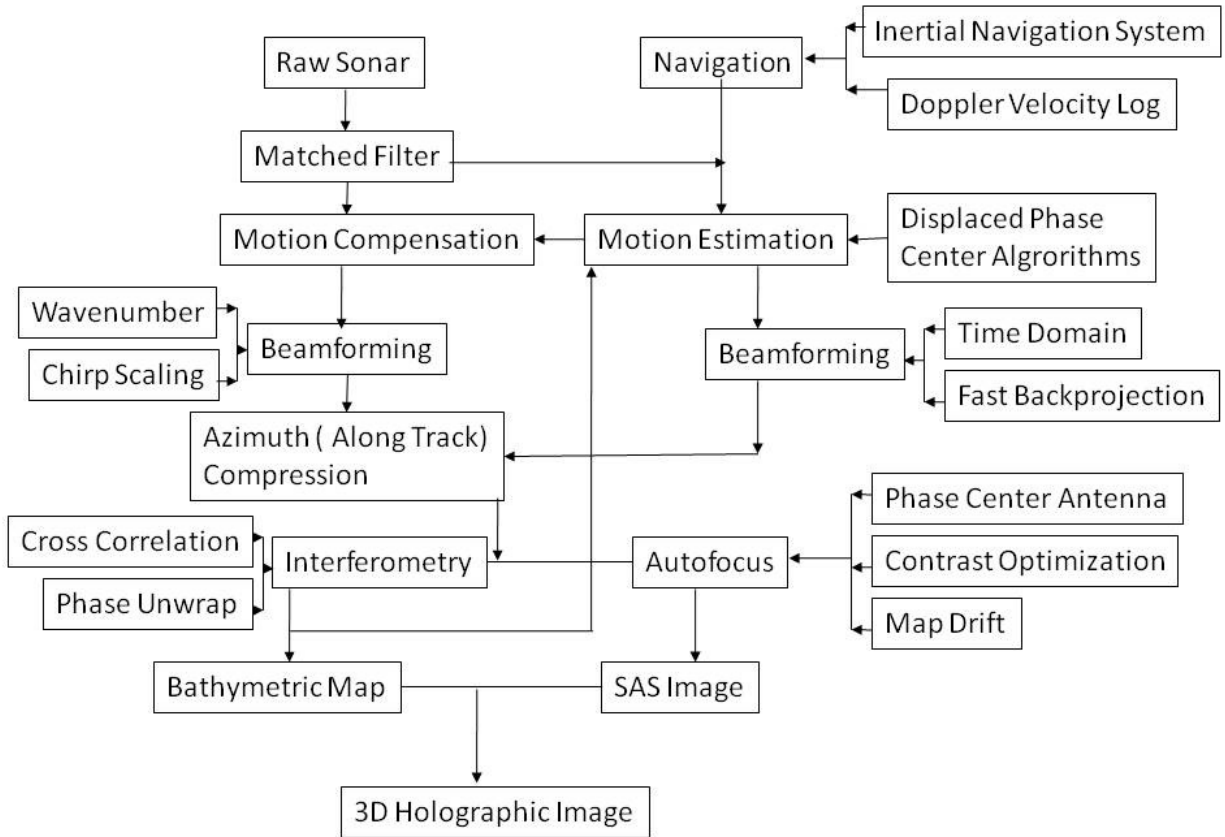 Inertial Navigation System
Raw Sonar
Navigation
Doppler Velocity Log
Matched Filter
Displaced Phase
Center Algrorithms
Motion Compensation
Motion Estimation
Wavenumber
Chirp Scaling
Beamforming
Beamforming
Time Domain
Fast Backprojection
Azimuth ( Along Track)
Compression
Phase Center Antenna
Cross Correlation
Phase Unwrap
Interferometry
Autofocus
Contrast Optimization
Map Drift
Bathymetric Map
SAS Image
3D Holographic Image